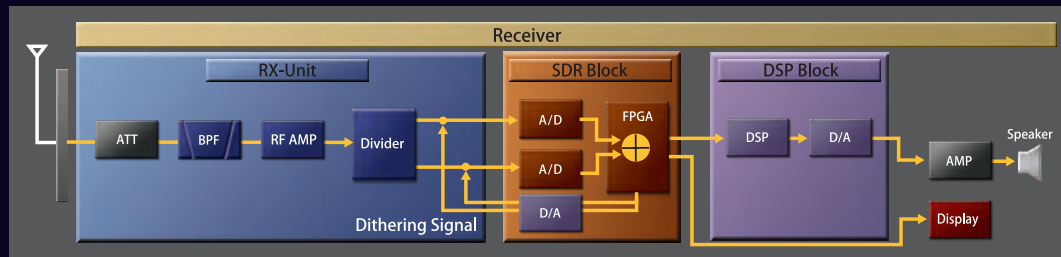 Receiver
RX-Unit
SDR Block
DSP Block
ATT
BPF
RF AMP
Divider
Dithering Signal
A/D
A/D
D/A
FPGA
DSP
D/A
AMP
Speaker
Display